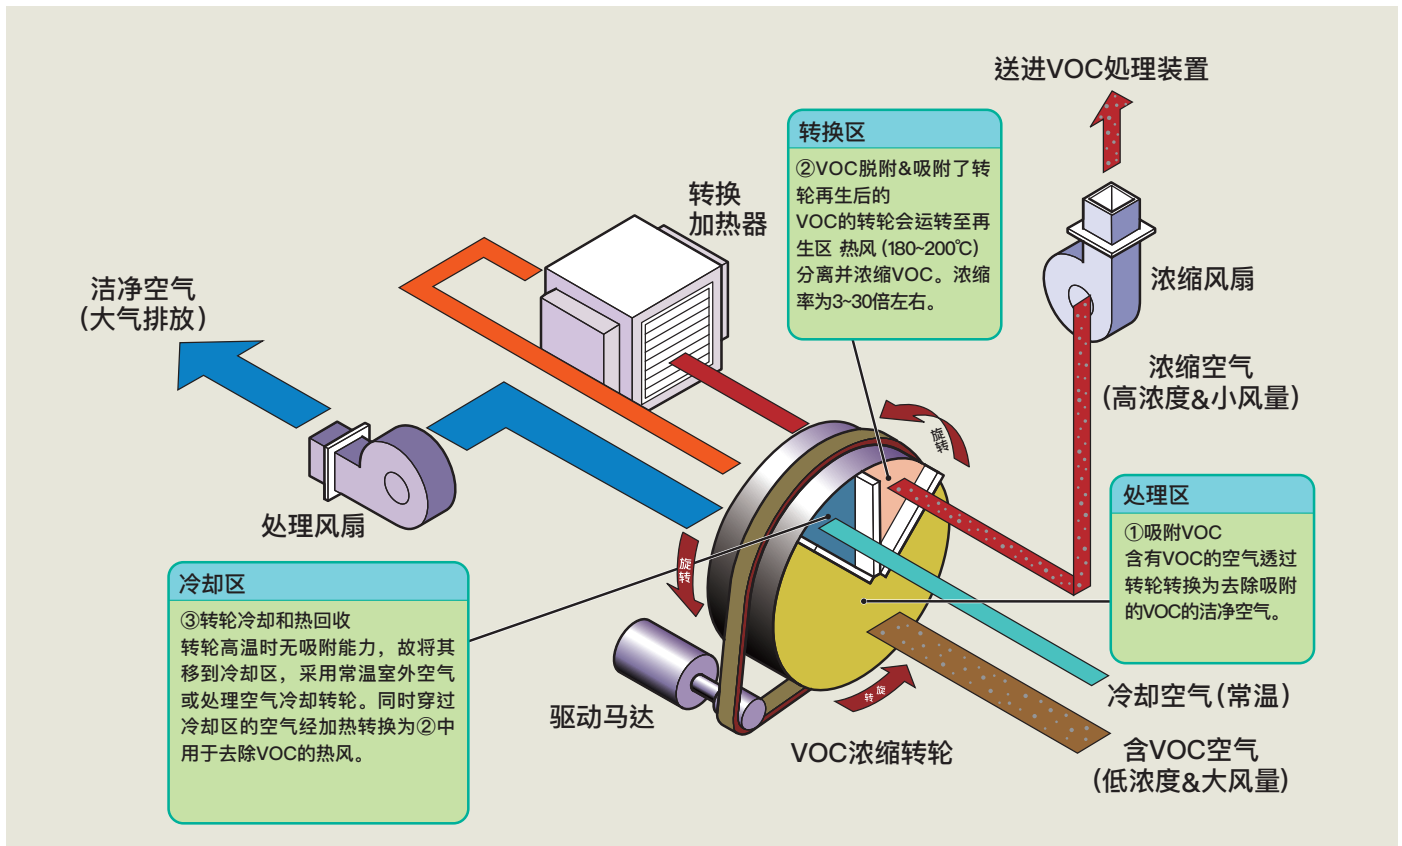 送进VOC処理装置
转换区
②VOC脱附&吸附了转
轮再生后的
VOC的转轮会运转至再
生区 热风 (180~200℃)
分离并浓缩VOC。浓缩
率为3~30倍左右。
转换
加热器
洁净空气
(大气排放)
浓缩风扇
浓缩空气
(高浓度&小风量)
旋转
处理风扇
处理区
①吸附VOC
含有VOC的空气透过
转轮转换为去除吸附
的VOC的洁净空气。
旋转
冷却区
③转轮冷却和热回收
转轮高温时无吸附能力，故将其
移到冷却区，采用常温室外空气
或处理空气冷却转轮。同时穿过
冷却区的空气经加热转换为②中
用于去除VOC的热风。
驱动马达
转旋
VOC浓缩转轮
冷却空气(常温)
含VOC空气
(低浓度&大风量)